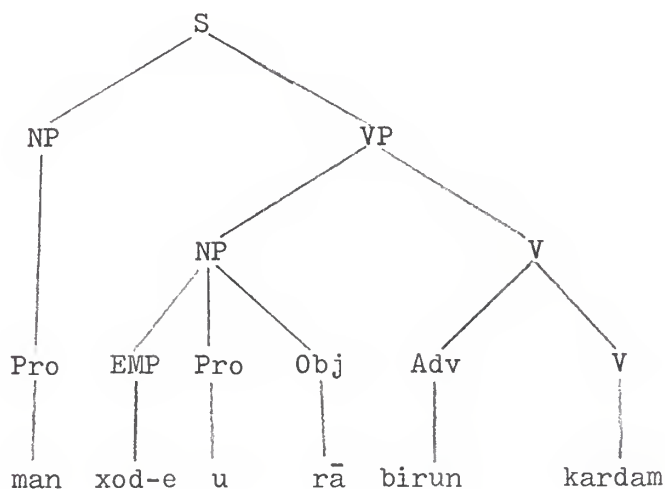 S
NP VP
NP V
Pro EMP Pro Obj Adv V
man xod-e u rā birun kardam